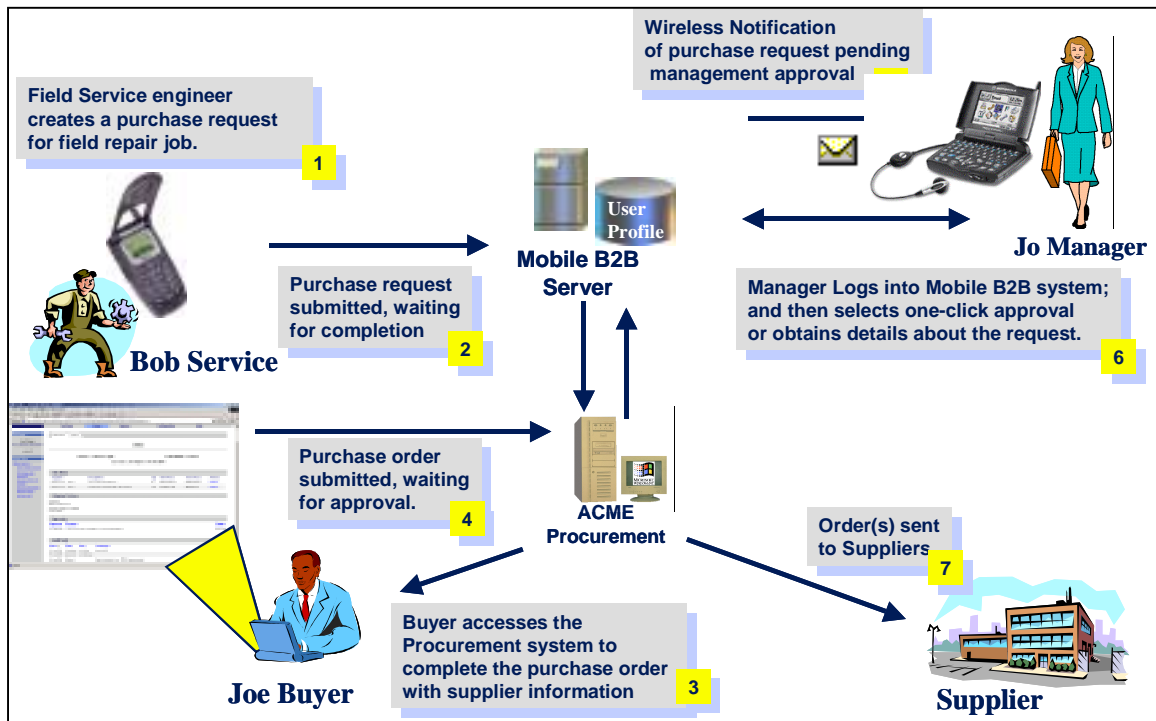 Wireless Notification
of purchase request pending
management approval
Field Service engineer
creates a purchase request
for field repair job.
1
User
Profile
Mobile B2B
Server
Jo Manager
Purchase request
submitted, waiting
for completion
2
Bob Service
Manager Logs into Mobile B2B system;
and then selects one-click approval
or obtains details about the request.
6
Purchase order
submitted, waiting
for approval.
4
ACME
Procurement
Order(s) sent
to Suppliers
7
Buyer accesses the
Procurement system to
complete the purchase order
with supplier information
3
Joe Buyer
Supplier